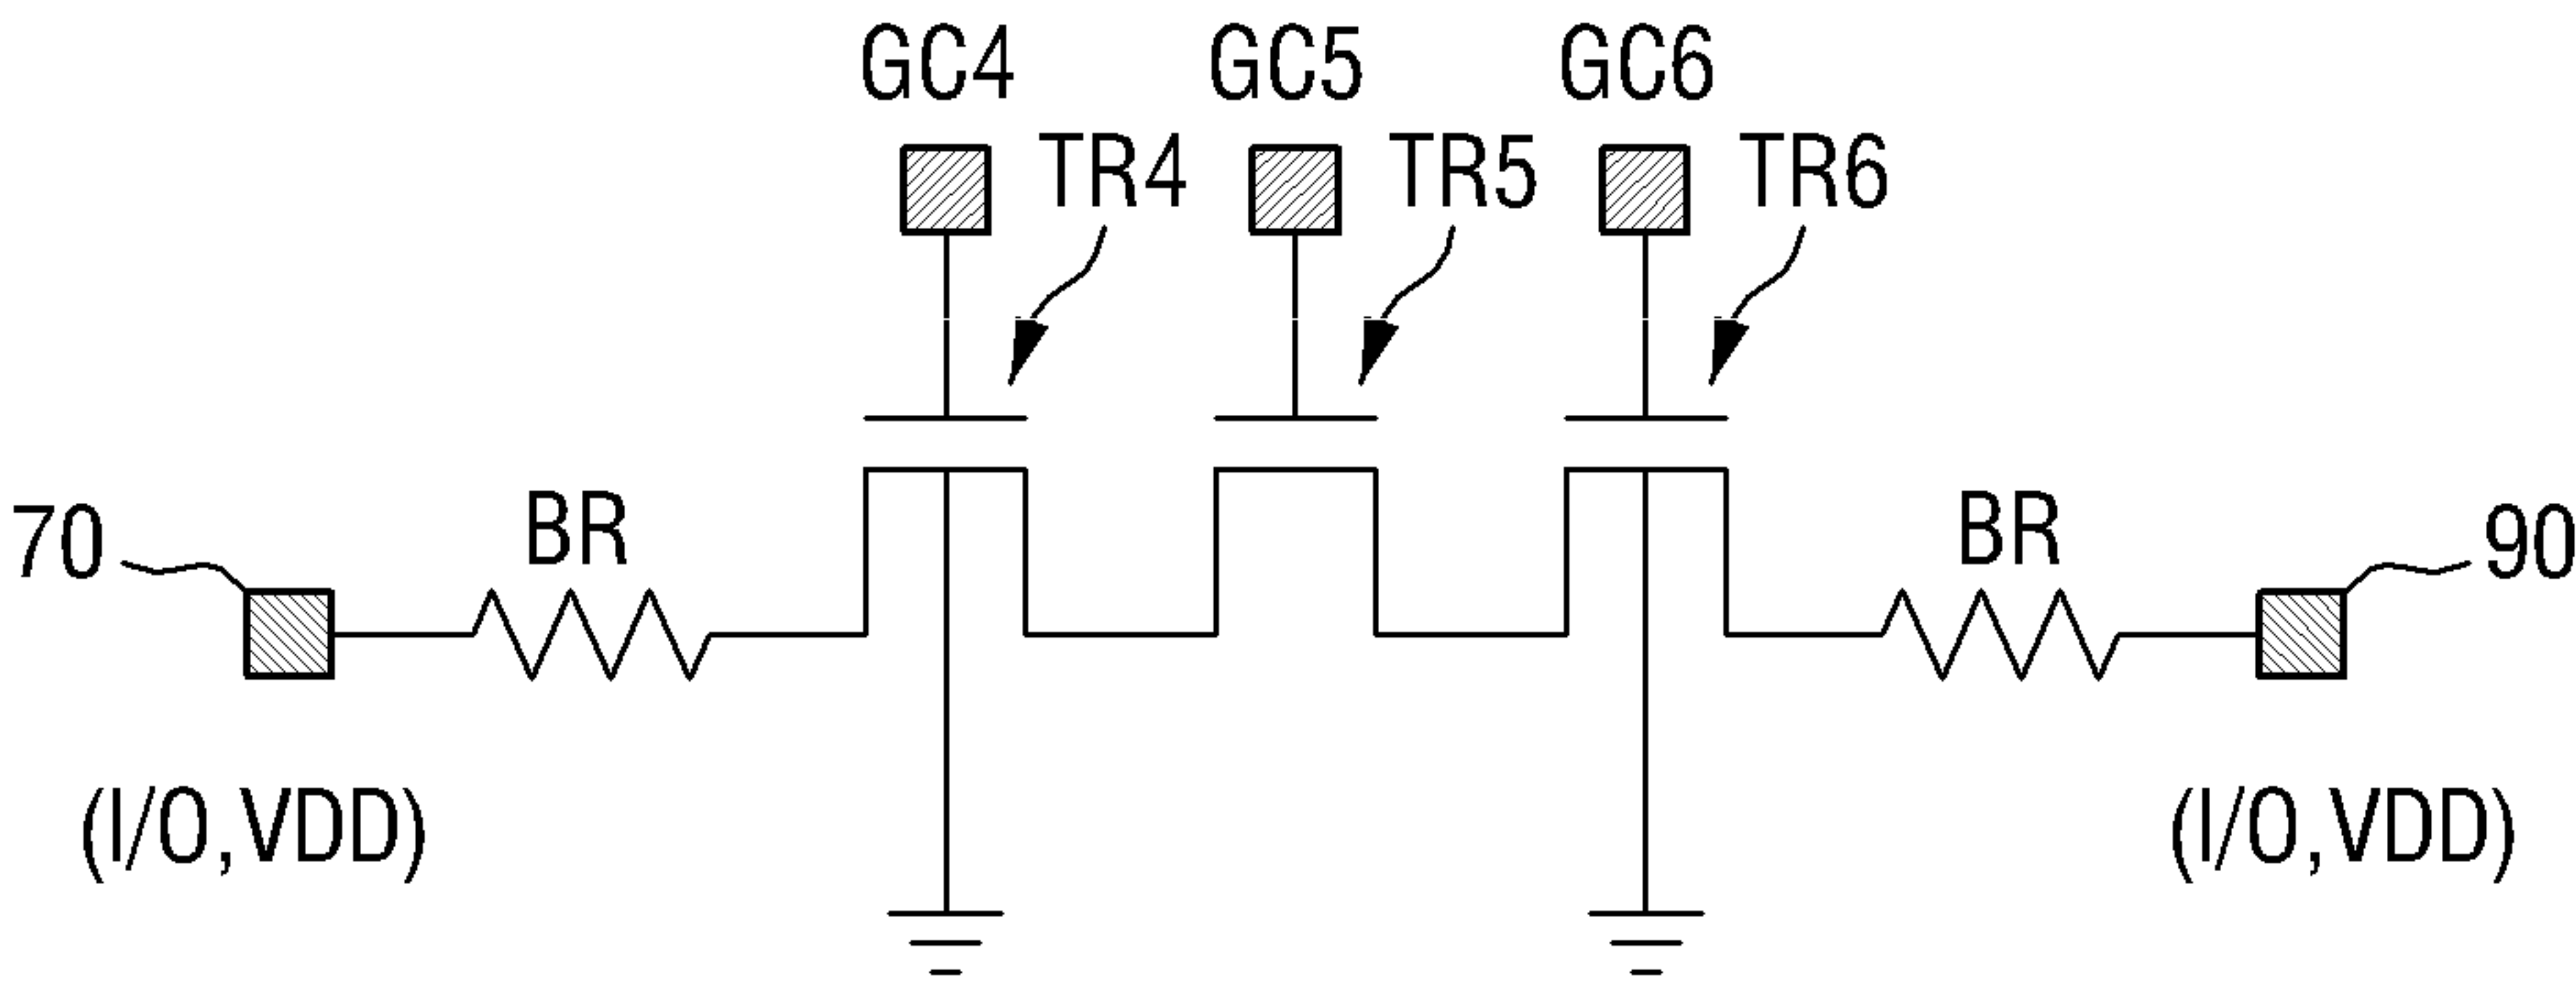 GC4 GC5 GC6
TR4 TR5 TR6
70 BR BR 90
(I/O,VDD) (I/O,VDD)